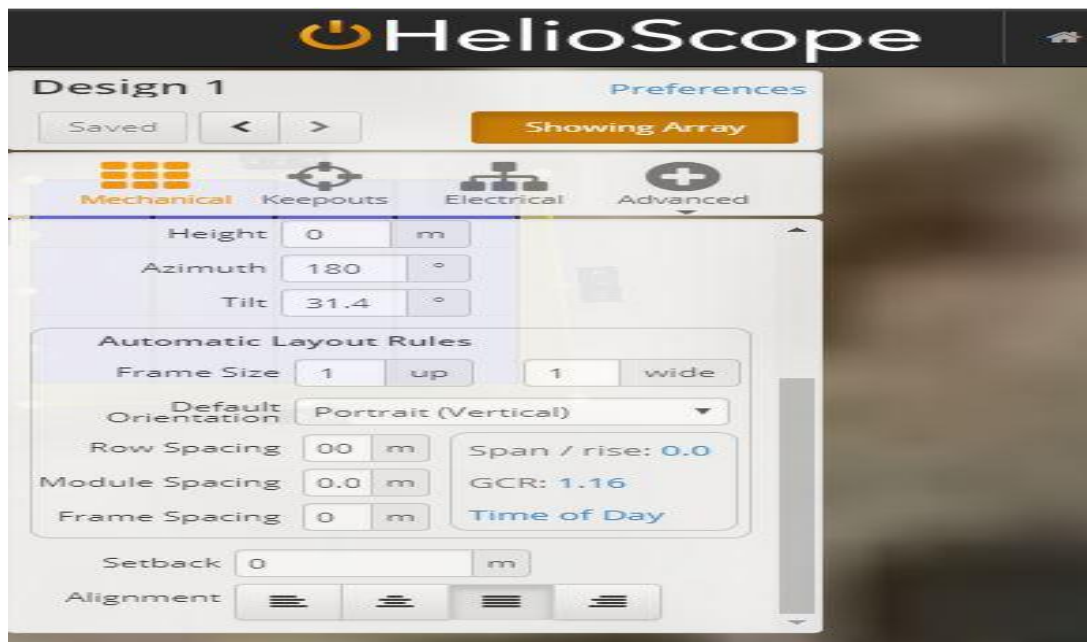 HelioScope
Design 1 Preferences
Saved < > Showing Array
Mechanical Keepouts Electrical Advanced
Height 0 m
Azimuth 180 °
Tilt 31.4 °
Automatic Layout Rules
Frame Size 1 up 1 wide
Default
Orientation Portrait (Vertical)
Row Spacing 00 m Span / rise: 0.0
Module Spacing 0.0 m GCR: 1.16
Frame Spacing 0 m Time of Day
Setback 0 m
Alignment